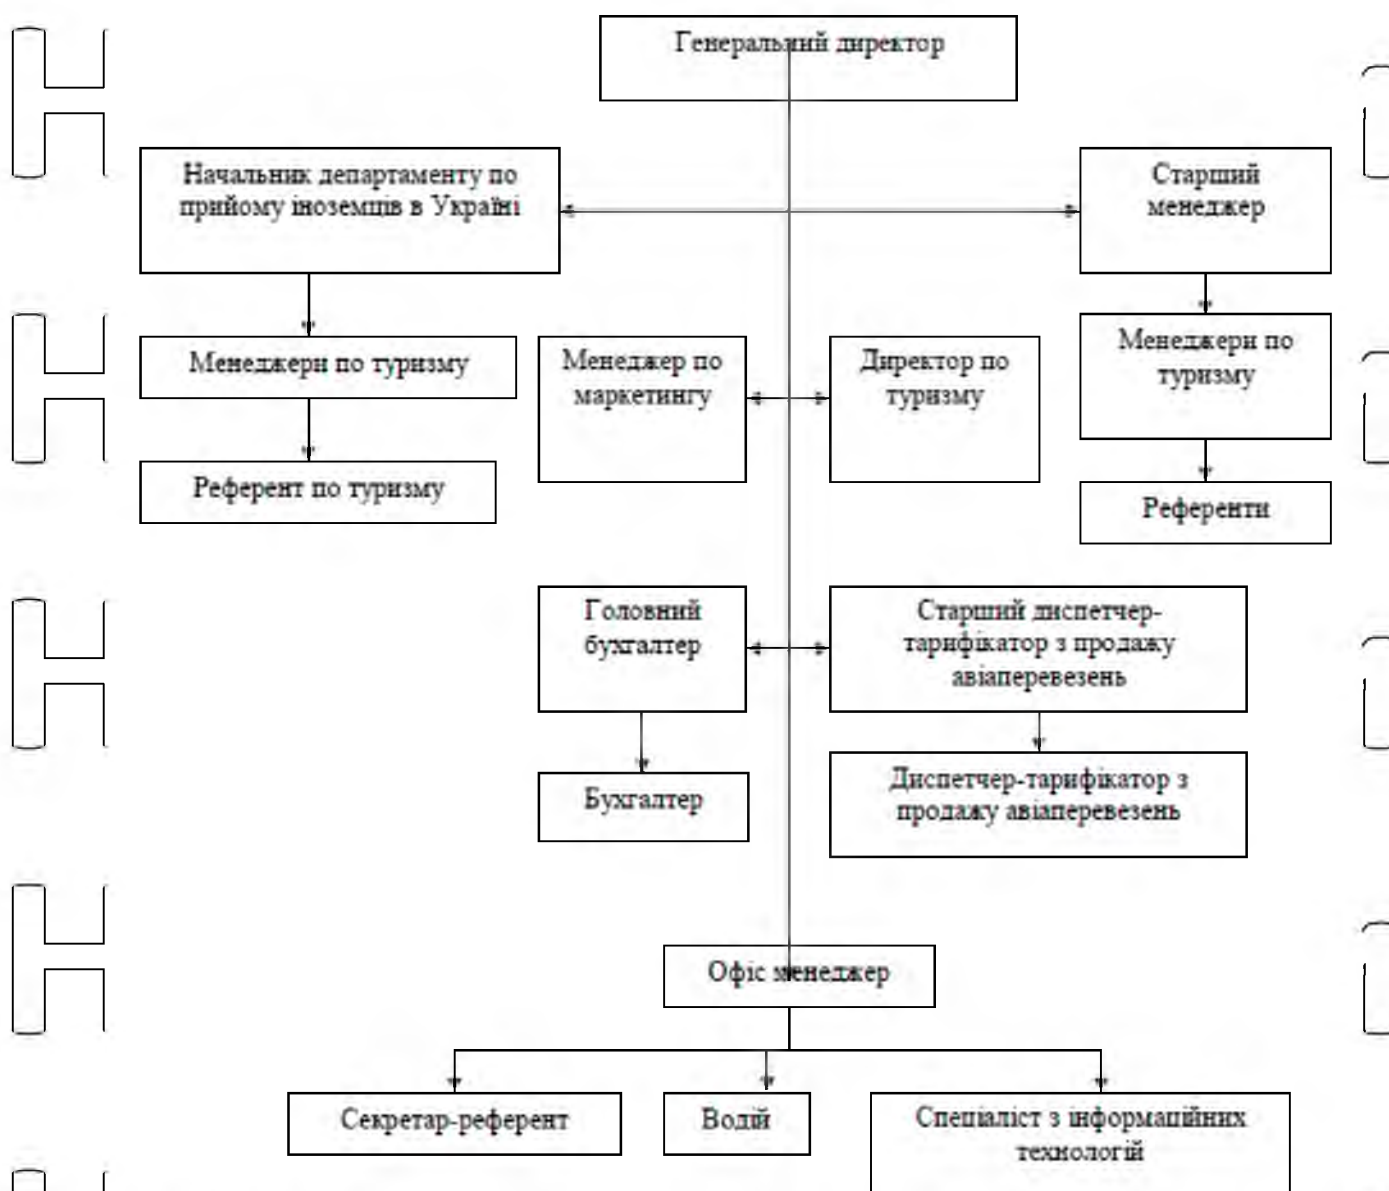 Генеральний директор
Начальник департаменту по
прийому іноземців в Україні
Старший
менеджер
Менеджери по туризму
Менеджер по
маркетингу
Директор по
туризму
Менеджери по
туризму
Референт по туризму
Референти
Головний
бухгалтер
Старший диспетчер-
тарифікатор з продажу
авіаперевезень
Бухгалтер
Диспетчер-тарифікатор з
продажу авіаперевезень
Офіс менеджер
Секретар-референт
Водій
Спеціаліст з інформаційних
технологій